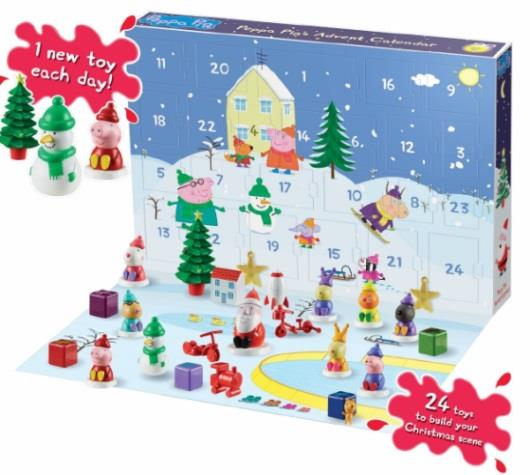 Peppa Pig
Peppa Pig's Advent Calendar
1 new toy
each day!
11 20 1 16 9
18 22 4 14 6 12 3
5 7 17 10 8 23
13 2 19 15 21 24
24 toys
to build your
Christmas scene